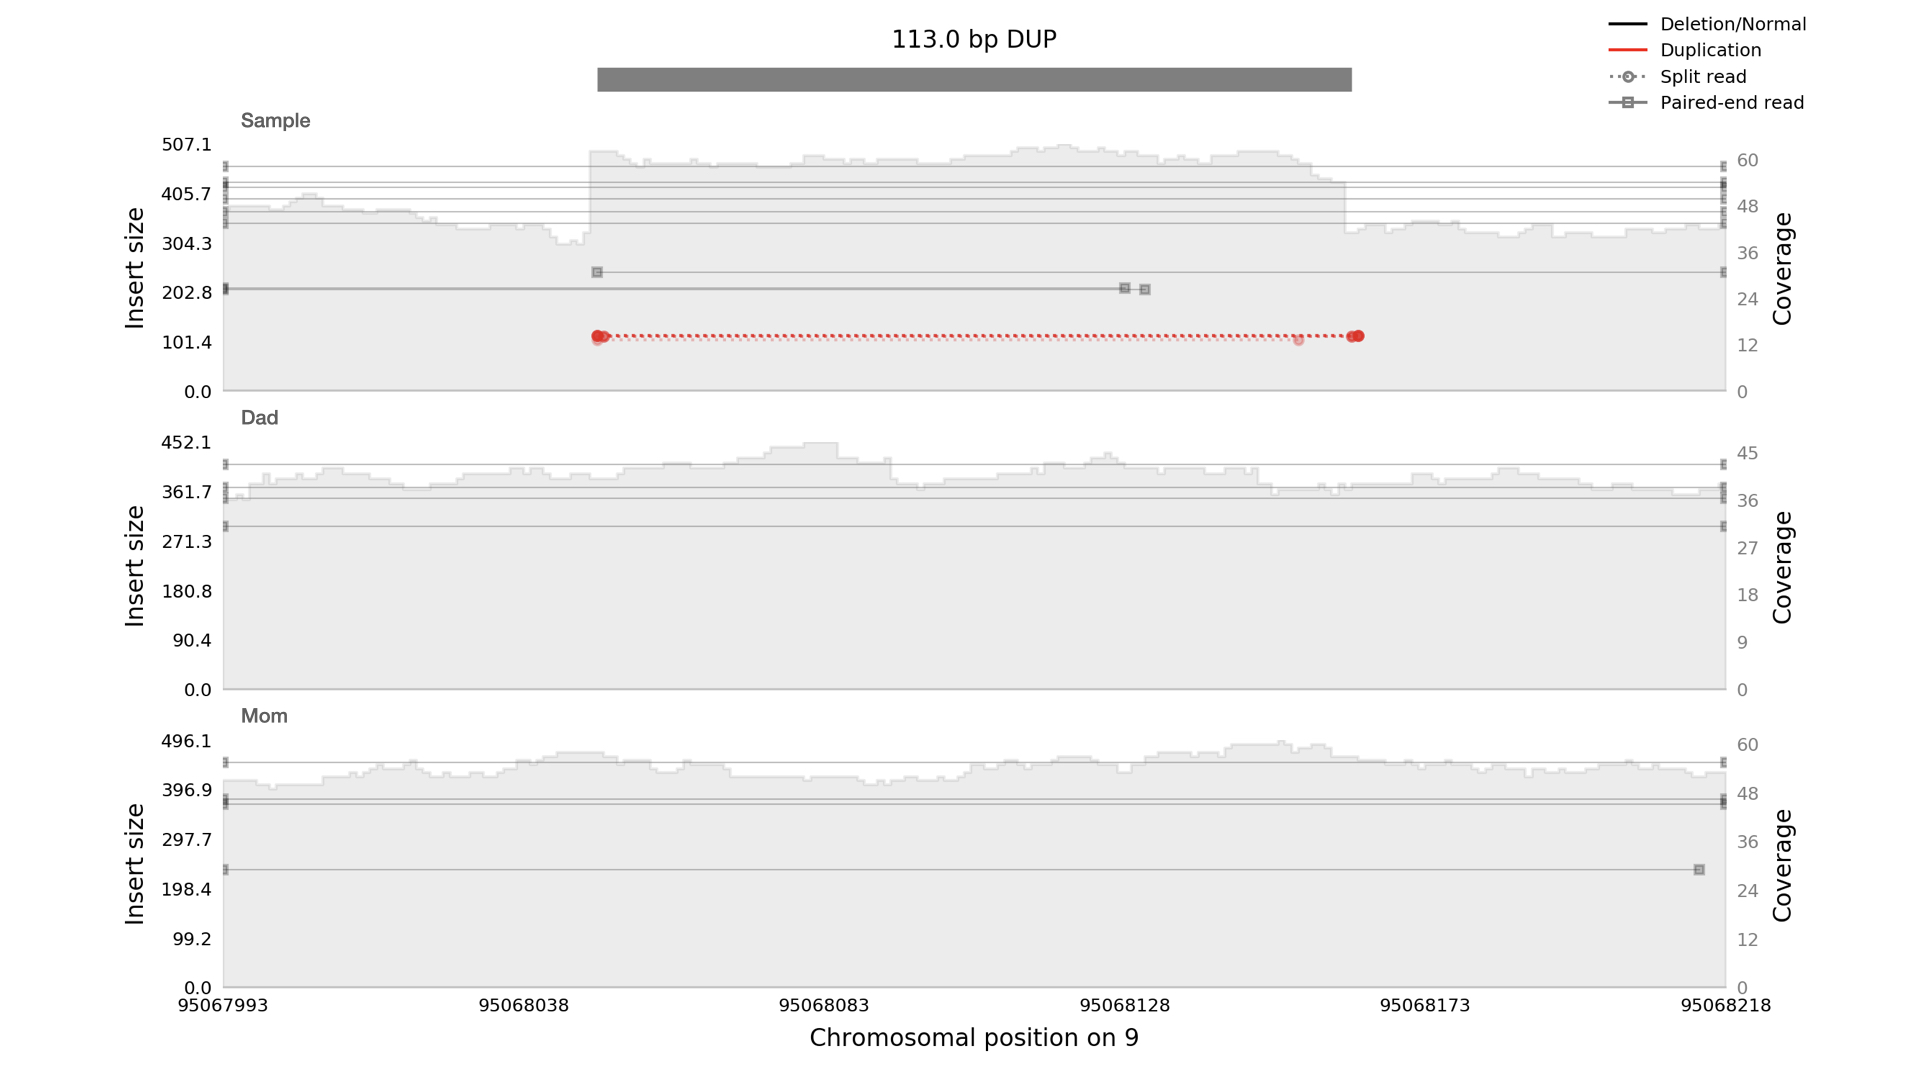 113.0 bp DUP
Deletion/Normal
Duplication
Split read
Paired-end read
Sample
507.1
405.7
304.3
202.8
101.4
0.0
Insert size
60
48
36
24
12
0
Coverage
Dad
452.1
361.7
271.3
180.8
90.4
0.0
Insert size
45
36
27
18
9
0
Coverage
Mom
496.1
396.9
297.7
198.4
99.2
0.0
Insert size
60
48
36
24
12
0
Coverage
95067993 95068038 95068083 95068128 95068173 95068218
Chromosomal position on 9